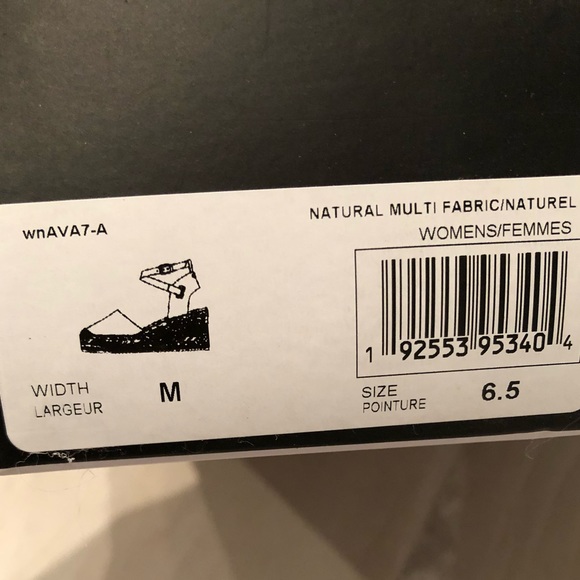 wnAVA7-A
NATURAL MULTI FABRIC/NATUREL
WOMENS/FEMMES
1 92553 95340 4
WIDTH M
LARGEUR
SIZE 6.5
POINTURE